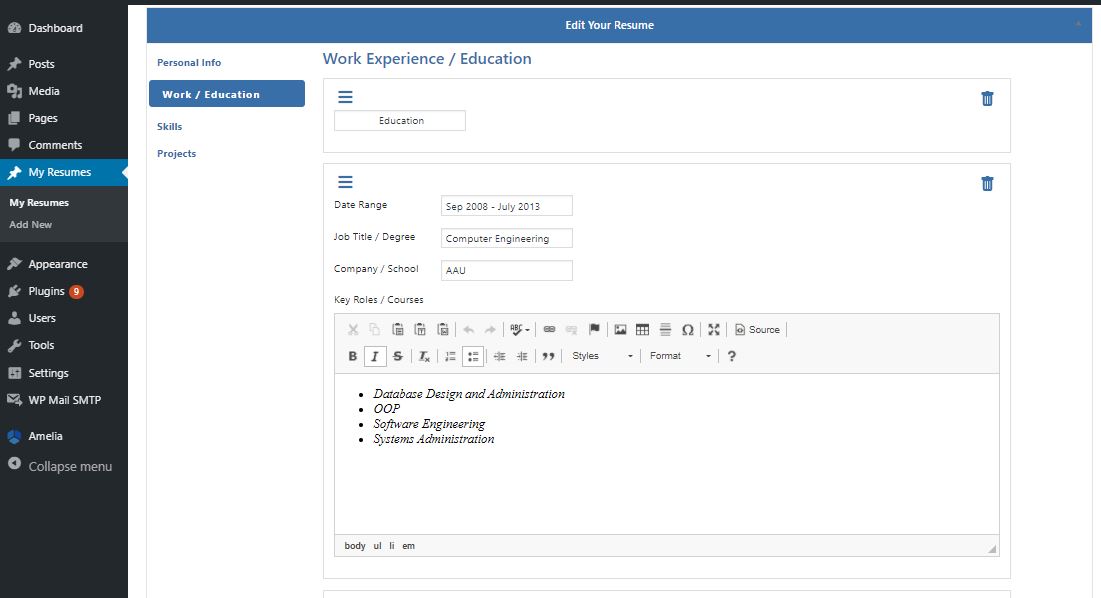 Edit Your Resume
Dashboard
Posts
Media
Pages
Comments
My Resumes
My Resumes
Add New
Appearance
Plugins 9
Users
Tools
Settings
WP Mail SMTP
Amelia
Collapse menu
Personal Info
Work / Education
Skills
Projects
Work Experience / Education
Education
Date Range Sep 2008 - July 2013
Job Title / Degree Computer Engineering
Company / School AAU
Key Roles / Courses
ABC Ω Source
B I S Tx Styles Format ?
• Database Design and Administration
• OOP
• Software Engineering
• Systems Administration
body ul li em